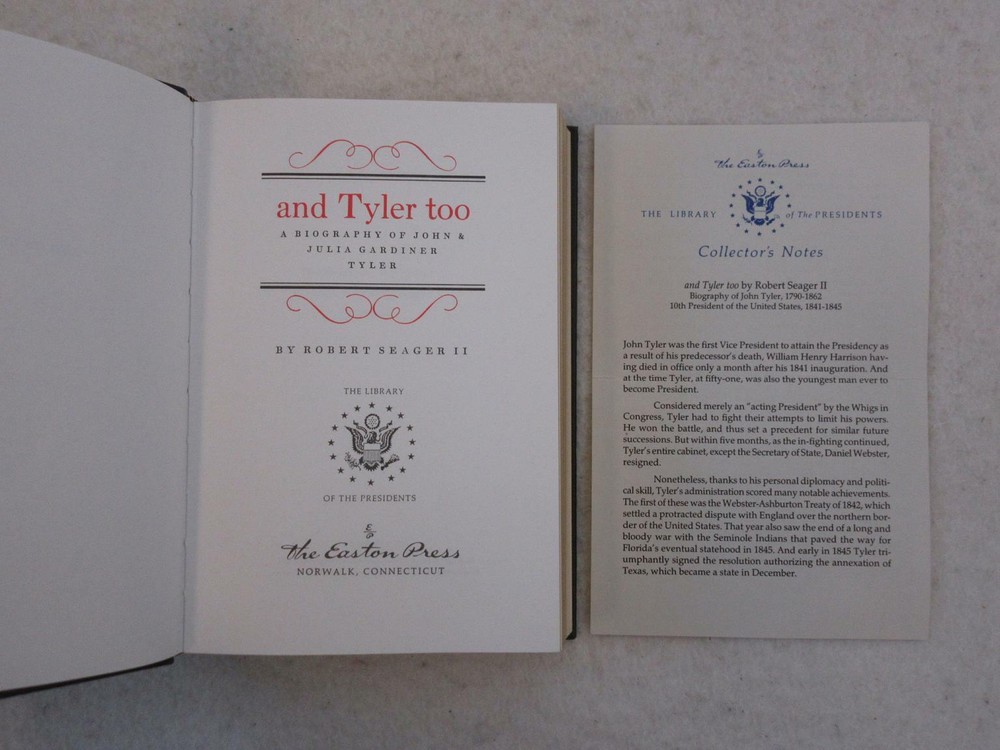 and Tyler too
A BIOGRAPHY OF JOHN &
JULIA GARDINER
TYLER
BY ROBERT SEAGER II
THE LIBRARY
OF THE PRESIDENTS
E/P
The Easton Press
NORWALK, CONNECTICUT
The Easton Press
THE LIBRARY of The PRESIDENTS
Collector's Notes
and Tyler too by Robert Seager II
Biography of John Tyler, 1790-1862
10th President of the United States, 1841-1845
John Tyler was the first Vice President to attain the Presidency as
a result of his predecessor's death, William Henry Harrison hav-
ing died in office only a month after his 1841 inauguration. And
at the time Tyler, at fifty-one, was also the youngest man ever to
become President.
Considered merely an "acting President" by the Whigs in
Congress, Tyler had to fight their attempts to limit his powers.
He won the battle, and thus set a precedent for similar future
successions. But within five months, as the in-fighting continued,
Tyler's entire cabinet, except the Secretary of State, Daniel Webster,
resigned.
Nonetheless, thanks to his personal diplomacy and politi-
cal skill, Tyler's administration scored many notable achievements.
The first of these was the Webster-Ashburton Treaty of 1842, which
settled a protracted dispute with England over the northern bor-
der of the United States. That year also saw the end of a long and
bloody war with the Seminole Indians that paved the way for
Florida's eventual statehood in 1845. And early in 1845 Tyler tri-
umphantly signed the resolution authorizing the annexation of
Texas, which became a state in December.